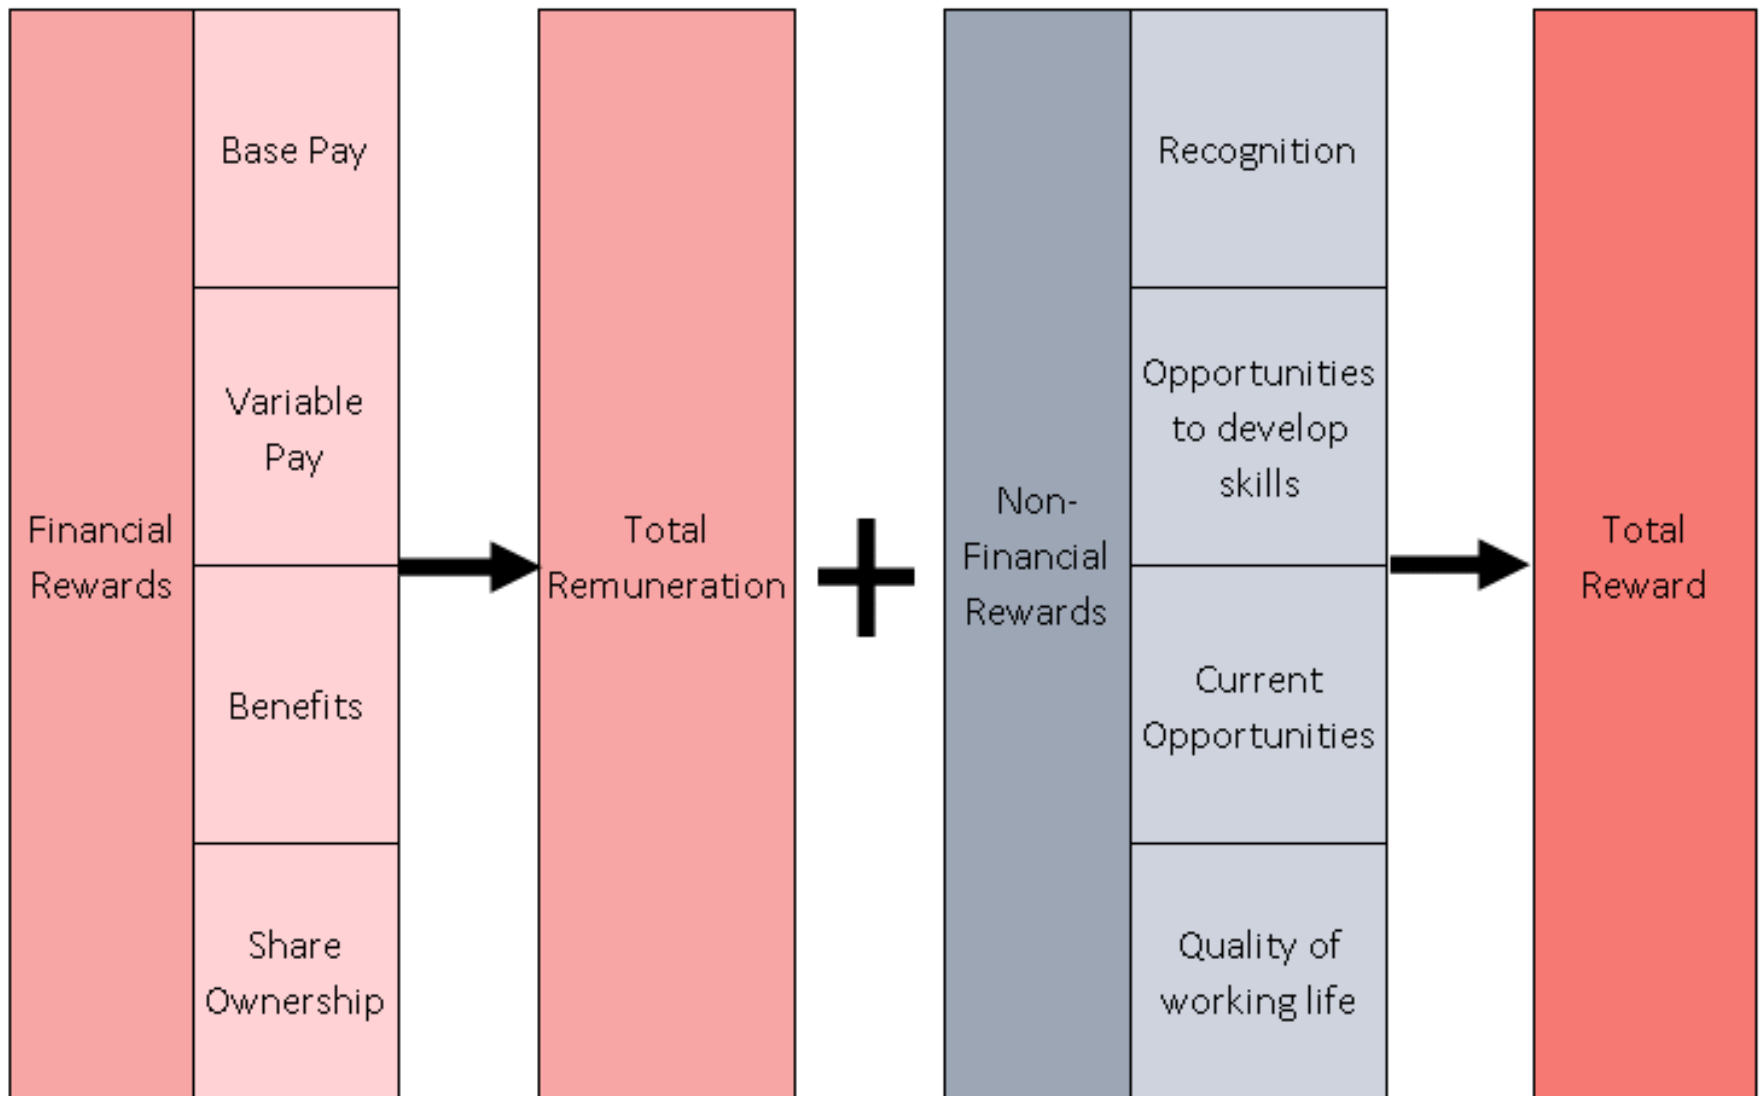 Financial
Rewards
Base Pay
Variable
Pay
Benefits
Share
Ownership
Total
Remuneration
Non-
Financial
Rewards
Recognition
Opportunities
to develop
skills
Current
Opportunities
Quality of
working life
Total
Reward